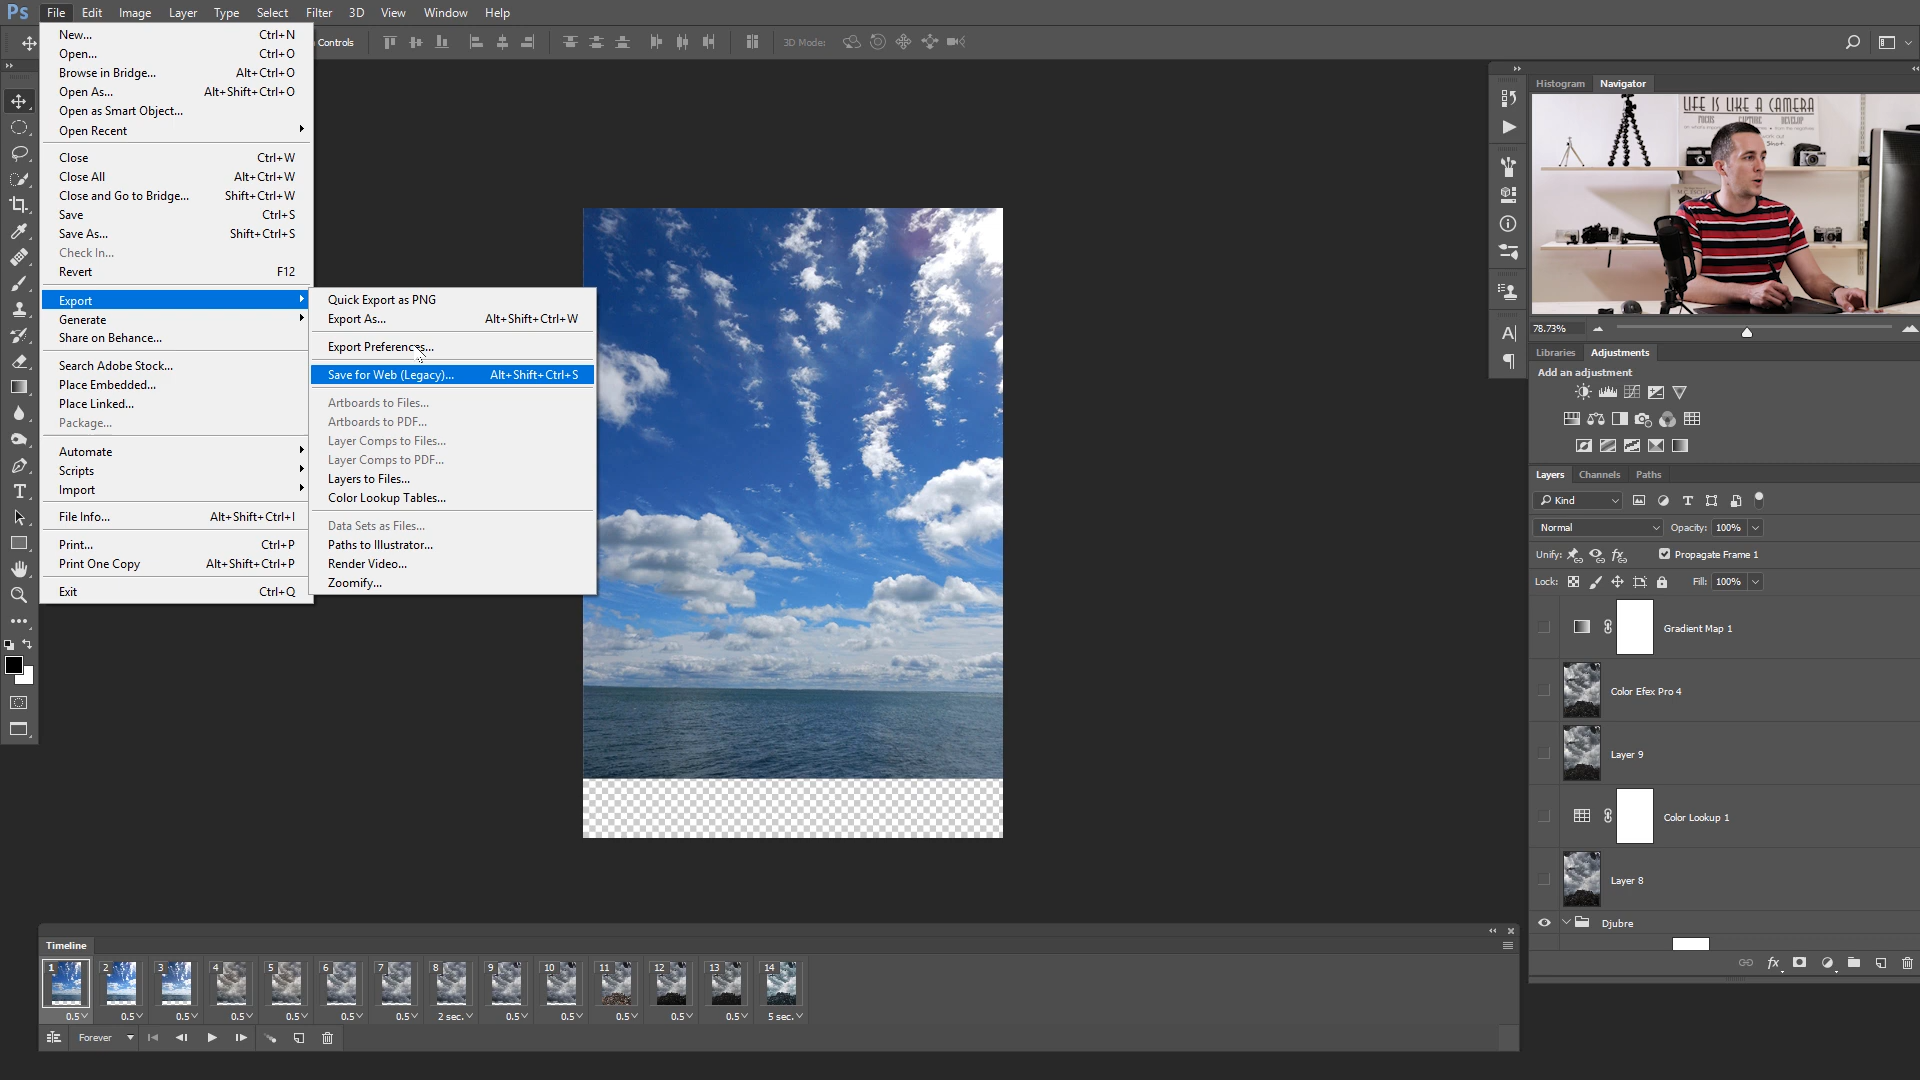 Ps File Edit Image Layer Type Select Filter 3D View Window Help
Controls 3D Mode:
New... Ctrl+N
Open... Ctrl+O
Browse in Bridge... Alt+Ctrl+O
Open As... Alt+Shift+Ctrl+O
Open as Smart Object...
Open Recent
Close Ctrl+W
Close All Alt+Ctrl+W
Close and Go to Bridge... Shift+Ctrl+W
Save Ctrl+S
Save As... Shift+Ctrl+S
Check In...
Revert F12
Export
Generate
Share on Behance...
Search Adobe Stock...
Place Embedded...
Place Linked...
Package...
Automate
Scripts
Import
File Info... Alt+Shift+Ctrl+I
Print... Ctrl+P
Print One Copy Alt+Shift+Ctrl+P
Exit Ctrl+Q
Quick Export as PNG
Export As... Alt+Shift+Ctrl+W
Export Preferences...
Save for Web (Legacy)... Alt+Shift+Ctrl+S
Artboards to Files...
Artboards to PDF...
Layer Comps to Files...
Layer Comps to PDF...
Layers to Files...
Color Lookup Tables...
Data Sets as Files...
Paths to Illustrator...
Render Video...
Zoomify...
Histogram Navigator
LIFE IS LIKE A CAMERA
FOCUS CAPTURE DEVELOP
Shot.
78.73%
Libraries Adjustments
Add an adjustment
Layers Channels Paths
Kind
Normal Opacity: 100%
Unify: Propagate Frame 1
Lock: Fill: 100%
Gradient Map 1
Color Efex Pro 4
Layer 9
Color Lookup 1
Layer 8
Djubre
fx
Timeline
1 2 3 4 5 6 7 8 9 10 11 12 13 14
0.5 0.5 0.5 0.5 0.5 0.5 0.5 2 sec. 0.5 0.5 0.5 0.5 0.5 5 sec.
Forever